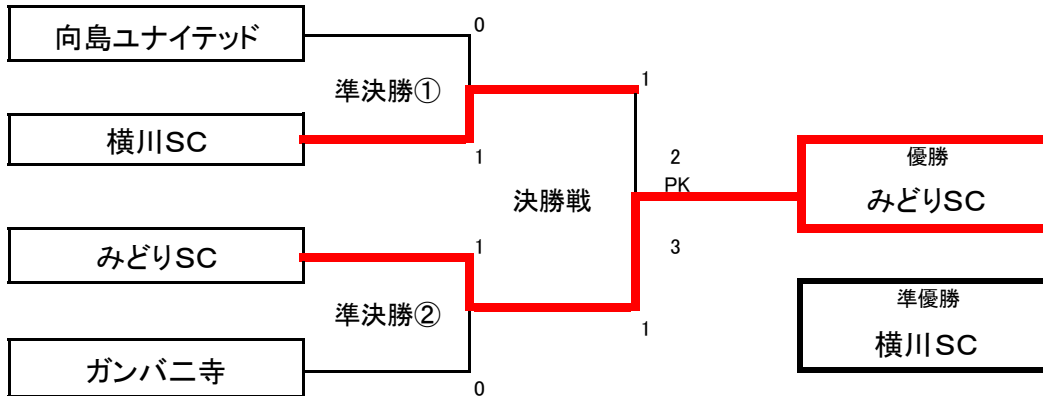 向島ユナイテッド
0
準決勝①
1
横川SC
1
2
PK
決勝戦
3
優勝
みどりSC
みどりSC
1
準決勝②
1
ガンバニ寺
0
準優勝
横川SC